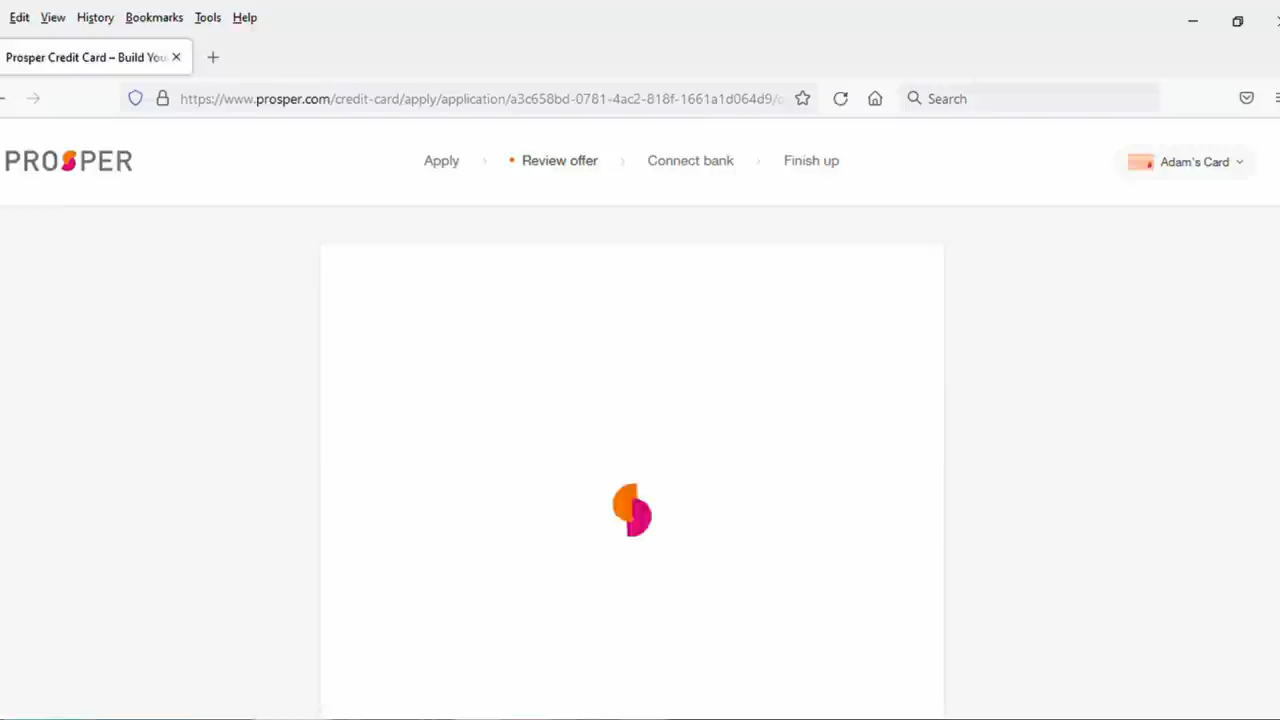 Edit View History Bookmarks Tools Help
Prosper Credit Card – Build You
https://www.prosper.com/credit-card/apply/application/a3c658bd-0781-4ac2-818f-1661a1d064d9/
Search
PROSPER
Apply Review offer Connect bank Finish up
Adam's Card